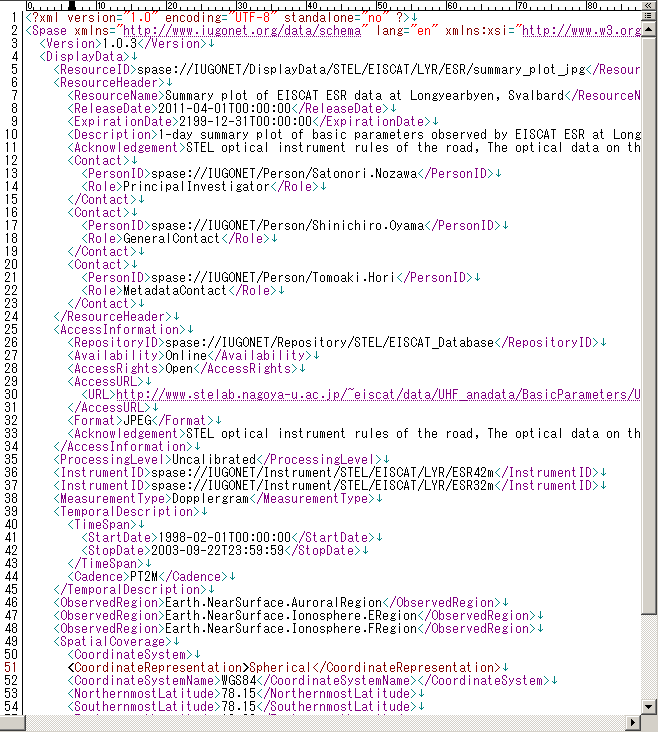 0 10 20 30 40 50 60 70 80
1 <?xml version="1.0" encoding="UTF-8" standalone="no" ?>↓
2 <Spase xmlns="http://www.iugonet.org/data/schema" lang="en" xmlns:xsi="http://www.w3.org
3 <Version>1.0.3</Version>↓
4 <DisplayData>↓
5 <ResourceID>spase://IUGONET/DisplayData/STEL/EISCAT/LYR/ESR/summary_plot_jpg</Resour
6 <ResourceHeader>↓
7 <ResourceName>Summary plot of EISCAT ESR data at Longyearbyen, Svalbard</ResourceN
8 <ReleaseDate>2011-04-01T00:00:00</ReleaseDate>↓
9 <ExpirationDate>2199-12-31T00:00:00</ExpirationDate>↓
10 <Description>1-day summary plot of basic parameters observed by EISCAT ESR at Long
11 <Acknowledgement>STEL optical instrument rules of the road, The optical data on th
12 <Contact>↓
13 <PersonID>spase://IUGONET/Person/Satonori.Nozawa</PersonID>↓
14 <Role>PrincipalInvestigator</Role>↓
15 </Contact>↓
16 <Contact>↓
17 <PersonID>spase://IUGONET/Person/Shinichiro.Oyama</PersonID>↓
18 <Role>GeneralContact</Role>↓
19 </Contact>↓
20 <Contact>↓
21 <PersonID>spase://IUGONET/Person/Tomoaki.Hori</PersonID>↓
22 <Role>MetadataContact</Role>↓
23 </Contact>↓
24 </ResourceHeader>↓
25 <AccessInformation>↓
26 <RepositoryID>spase://IUGONET/Repository/STEL/EISCAT_Database</RepositoryID>↓
27 <Availability>Online</Availability>↓
28 <AccessRights>Open</AccessRights>↓
29 <AccessURL>↓
30 <URL>http://www.stelab.nagoya-u.ac.jp/~eiscat/data/UHF_anadata/BasicParameters/U
31 </AccessURL>↓
32 <Format>JPEG</Format>↓
33 <Acknowledgement>STEL optical instrument rules of the road, The optical data on th
34 </AccessInformation>↓
35 <ProcessingLevel>Uncalibrated</ProcessingLevel>↓
36 <InstrumentID>spase://IUGONET/Instrument/STEL/EISCAT/LYR/ESR42m</InstrumentID>↓
37 <InstrumentID>spase://IUGONET/Instrument/STEL/EISCAT/LYR/ESR32m</InstrumentID>↓
38 <MeasurementType>Dopplergram</MeasurementType>↓
39 <TemporalDescription>↓
40 <TimeSpan>↓
41 <StartDate>1998-02-01T00:00:00</StartDate>↓
42 <StopDate>2003-09-22T23:59:59</StopDate>↓
43 </TimeSpan>↓
44 <Cadence>PT2M</Cadence>↓
45 </TemporalDescription>↓
46 <ObservedRegion>Earth.NearSurface.AuroralRegion</ObservedRegion>↓
47 <ObservedRegion>Earth.NearSurface.Ionosphere.ERegion</ObservedRegion>↓
48 <ObservedRegion>Earth.NearSurface.Ionosphere.FRegion</ObservedRegion>↓
49 <SpatialCoverage>↓
50 <CoordinateSystem>↓
51 <CoordinateRepresentation>Spherical</CoordinateRepresentation>↓
52 <CoordinateSystemName>WGS84</CoordinateSystemName></CoordinateSystem>↓
53 <NorthernmostLatitude>78.15</NorthernmostLatitude>↓
54 <SouthernmostLatitude>78.15</SouthernmostLatitude>↓